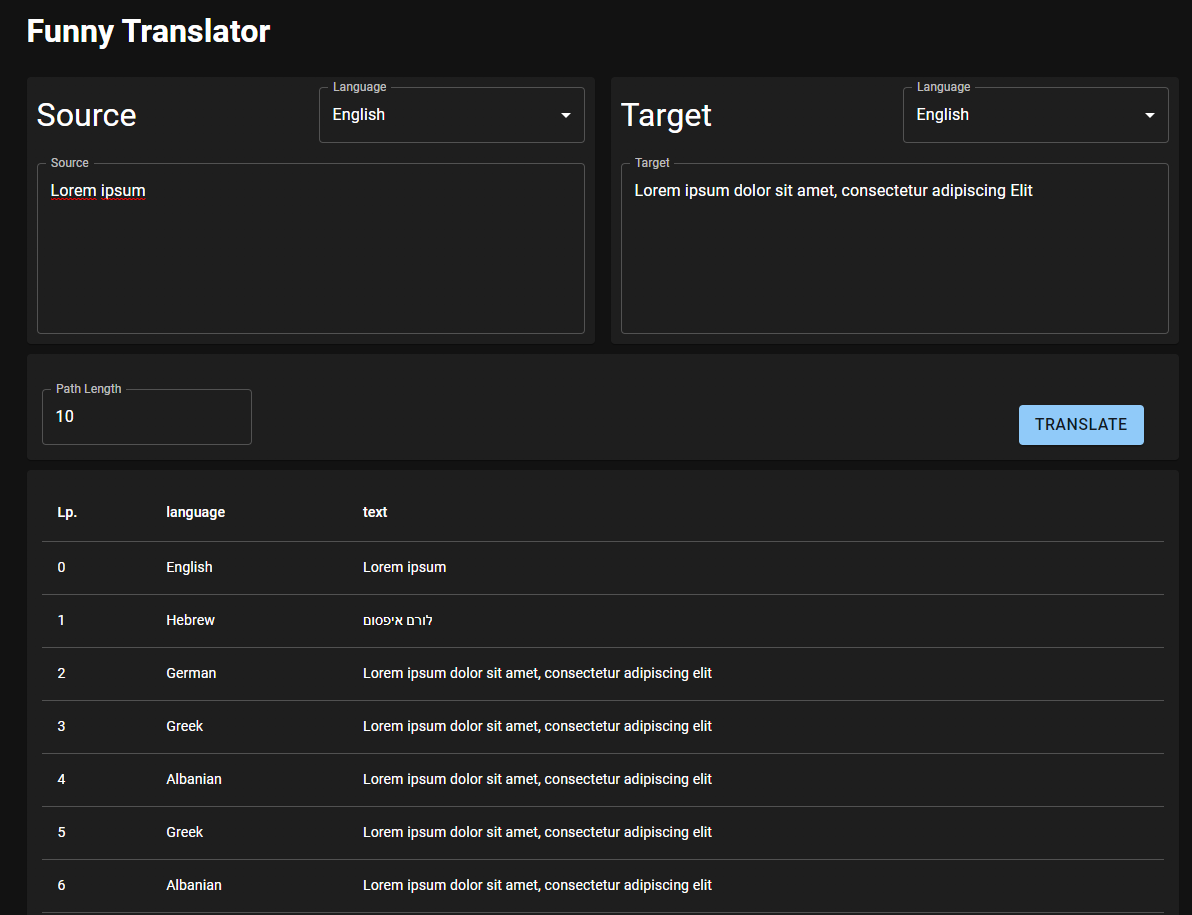 Funny Translator
Source
Language
English
Source
Lorem ipsum
Target
Language
English
Target
Lorem ipsum dolor sit amet, consectetur adipiscing Elit
Path Length
10
TRANSLATE
Lp. language text
0 English Lorem ipsum
1 Hebrew לורם איפסום
2 German Lorem ipsum dolor sit amet, consectetur adipiscing elit
3 Greek Lorem ipsum dolor sit amet, consectetur adipiscing elit
4 Albanian Lorem ipsum dolor sit amet, consectetur adipiscing elit
5 Greek Lorem ipsum dolor sit amet, consectetur adipiscing elit
6 Albanian Lorem ipsum dolor sit amet, consectetur adipiscing elit